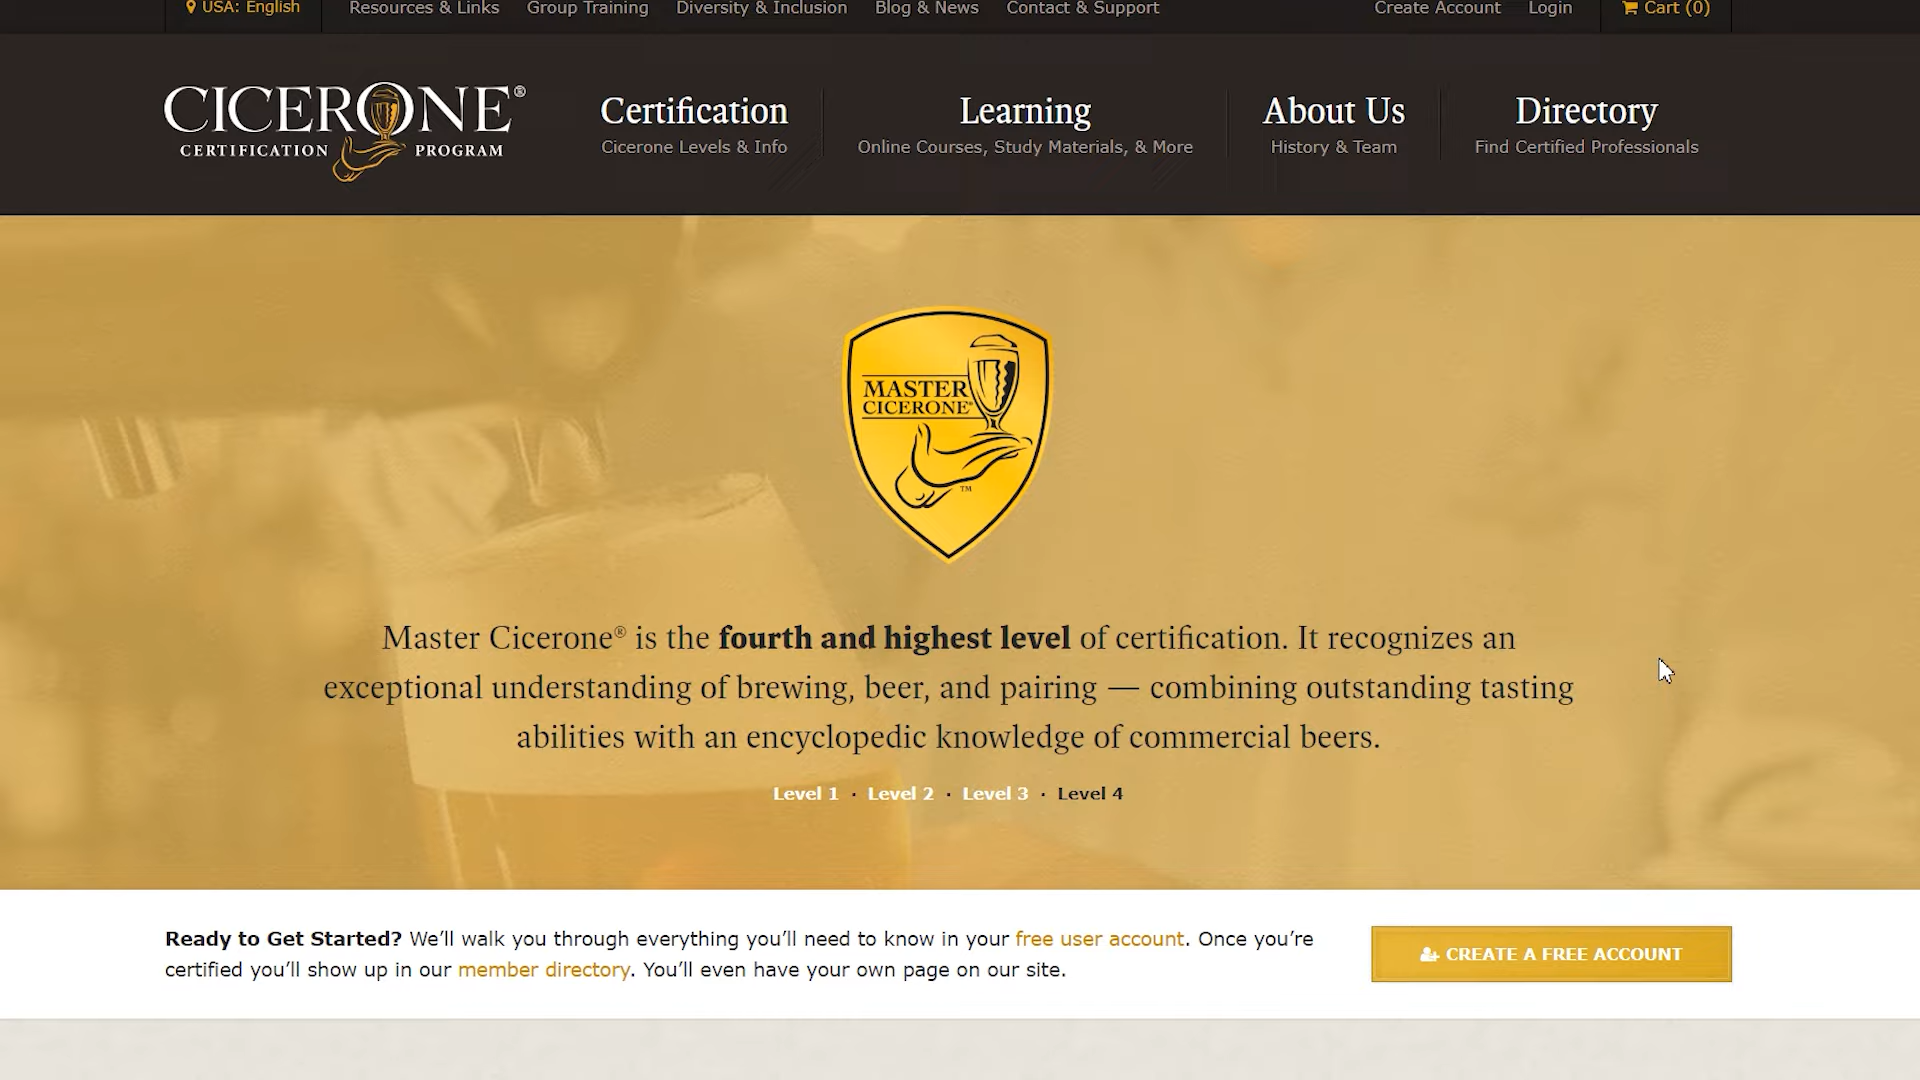 USA: English
Resources & Links
Group Training
Diversity & Inclusion
Blog & News
Contact & Support
Create Account
Login
Cart (0)
CICERONE®
CERTIFICATION PROGRAM
Certification
Cicerone Levels & Info
Learning
Online Courses, Study Materials, & More
About Us
History & Team
Directory
Find Certified Professionals
MASTER
CICERONE®
TM
Master Cicerone® is the fourth and highest level of certification. It recognizes an
exceptional understanding of brewing, beer, and pairing — combining outstanding tasting
abilities with an encyclopedic knowledge of commercial beers.
Level 1 · Level 2 · Level 3 · Level 4
Ready to Get Started? We’ll walk you through everything you’ll need to know in your free user account. Once you’re
certified you’ll show up in our member directory. You’ll even have your own page on our site.
CREATE A FREE ACCOUNT